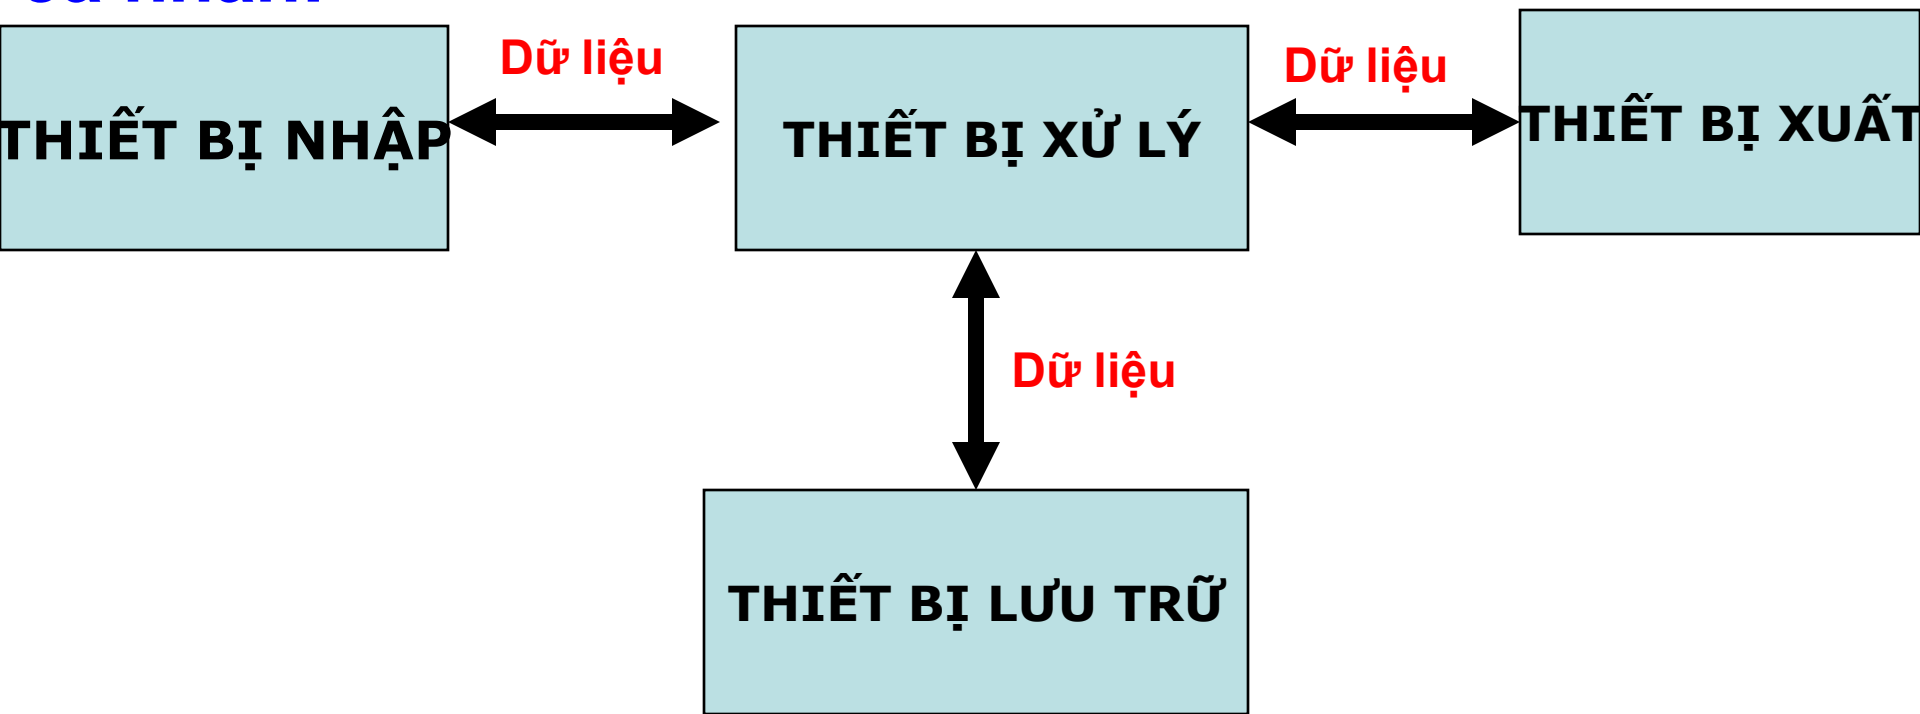 Dữ liệu
Dữ liệu
THIẾT BỊ NHẬP
THIẾT BỊ XỬ LÝ
THIẾT BỊ XUẤT
Dữ liệu
THIẾT BỊ LƯU TRỮ